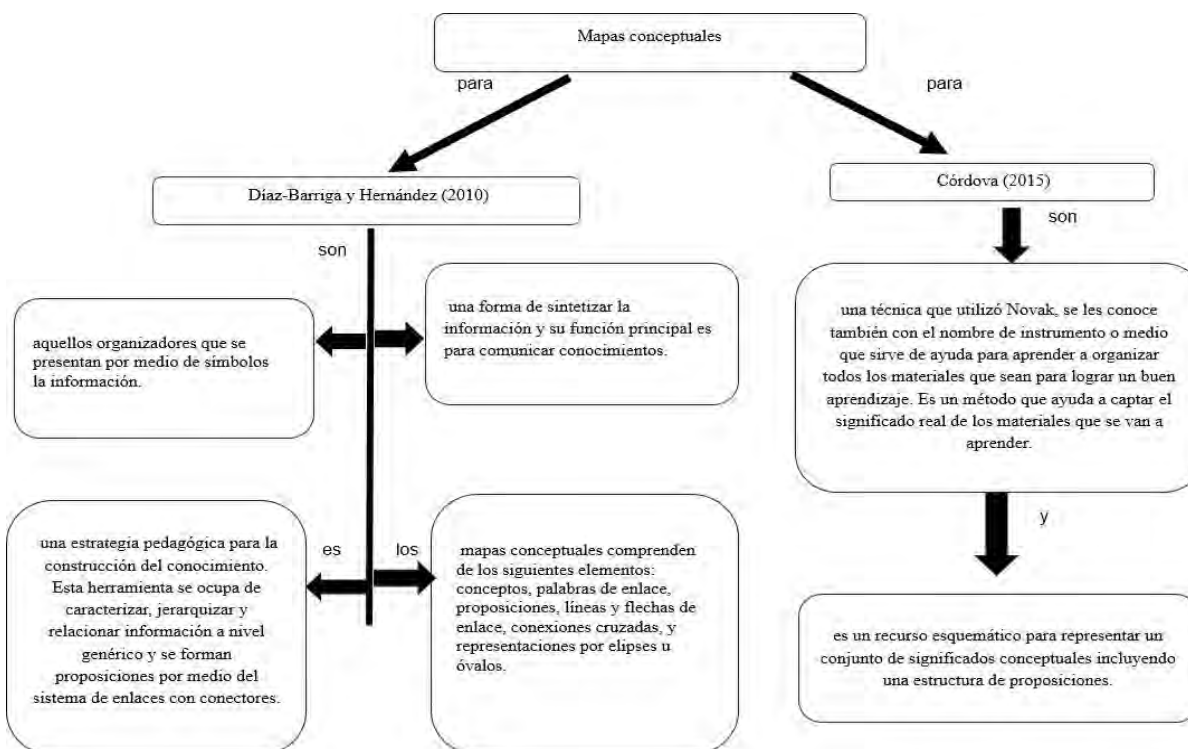 Mapas conceptuales
para
para
Díaz-Barriga y Hernández (2010)
Córdova (2015)
son
son
aquellos organizadores que se
presentan por medio de símbolos
la información.
una forma de sintetizar la
información y su función principal es
para comunicar conocimientos.
una técnica que utilizó Novak, se les conoce
también con el nombre de instrumento o medio
que sirve de ayuda para aprender a organizar
todos los materiales que sean para lograr un buen
aprendizaje. Es un método que ayuda a captar el
significado real de los materiales que se van a
aprender.
es
los
y
una estrategia pedagógica para la
construcción del conocimiento.
Esta herramienta se ocupa de
caracterizar, jerarquizar y
relacionar información a nivel
genérico y se forman
proposiciones por medio del
sistema de enlaces con conectores.
mapas conceptuales comprenden
de los siguientes elementos:
conceptos, palabras de enlace,
proposiciones, líneas y flechas de
enlace, conexiones cruzadas, y
representaciones por elipses u
óvalos.
es un recurso esquemático para representar un
conjunto de significados conceptuales incluyendo
una estructura de proposiciones.